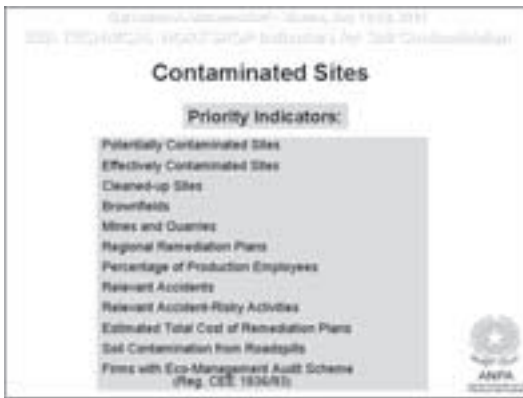 Contaminated Sites
Priority Indicators:
Potentially Contaminated Sites
Effectively Contaminated Sites
Cleaned-up Sites
Brownfields
Mines and Quarries
Regional Remediation Plans
Percentage of Production Employees
Relevant Accidents
Relevant Accident-Risky Activities
Estimated Total Cost of Remediation Plans
Soil Contamination from Roadspills
Firms with Eco-Management Audit Scheme
(Reg. CEE 1836/93)
ANPA